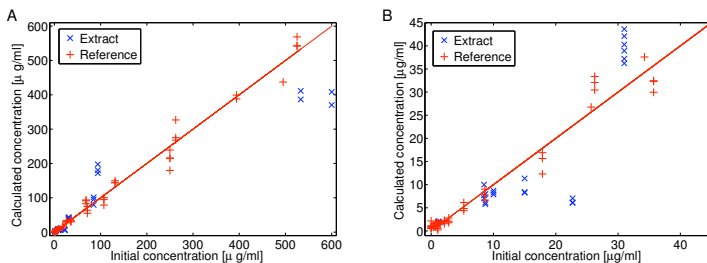 A
600
500
400
300
200
100
0
Calculated concentration [μ g/ml]
Extract
Reference
0 100 200 300 400 500 600
Initial concentration [μ g/ml]
B
45
40
35
30
25
20
15
10
5
0
Calculated concentration [μg/ml]
Extract
Reference
0 10 20 30 40
Initial concentration [μg/ml]